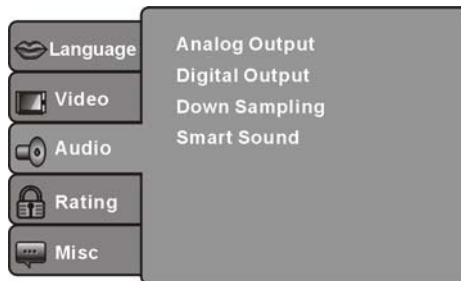 Language
Video
Audio
Rating
Misc
Analog Output
Digital Output
Down Sampling
Smart Sound